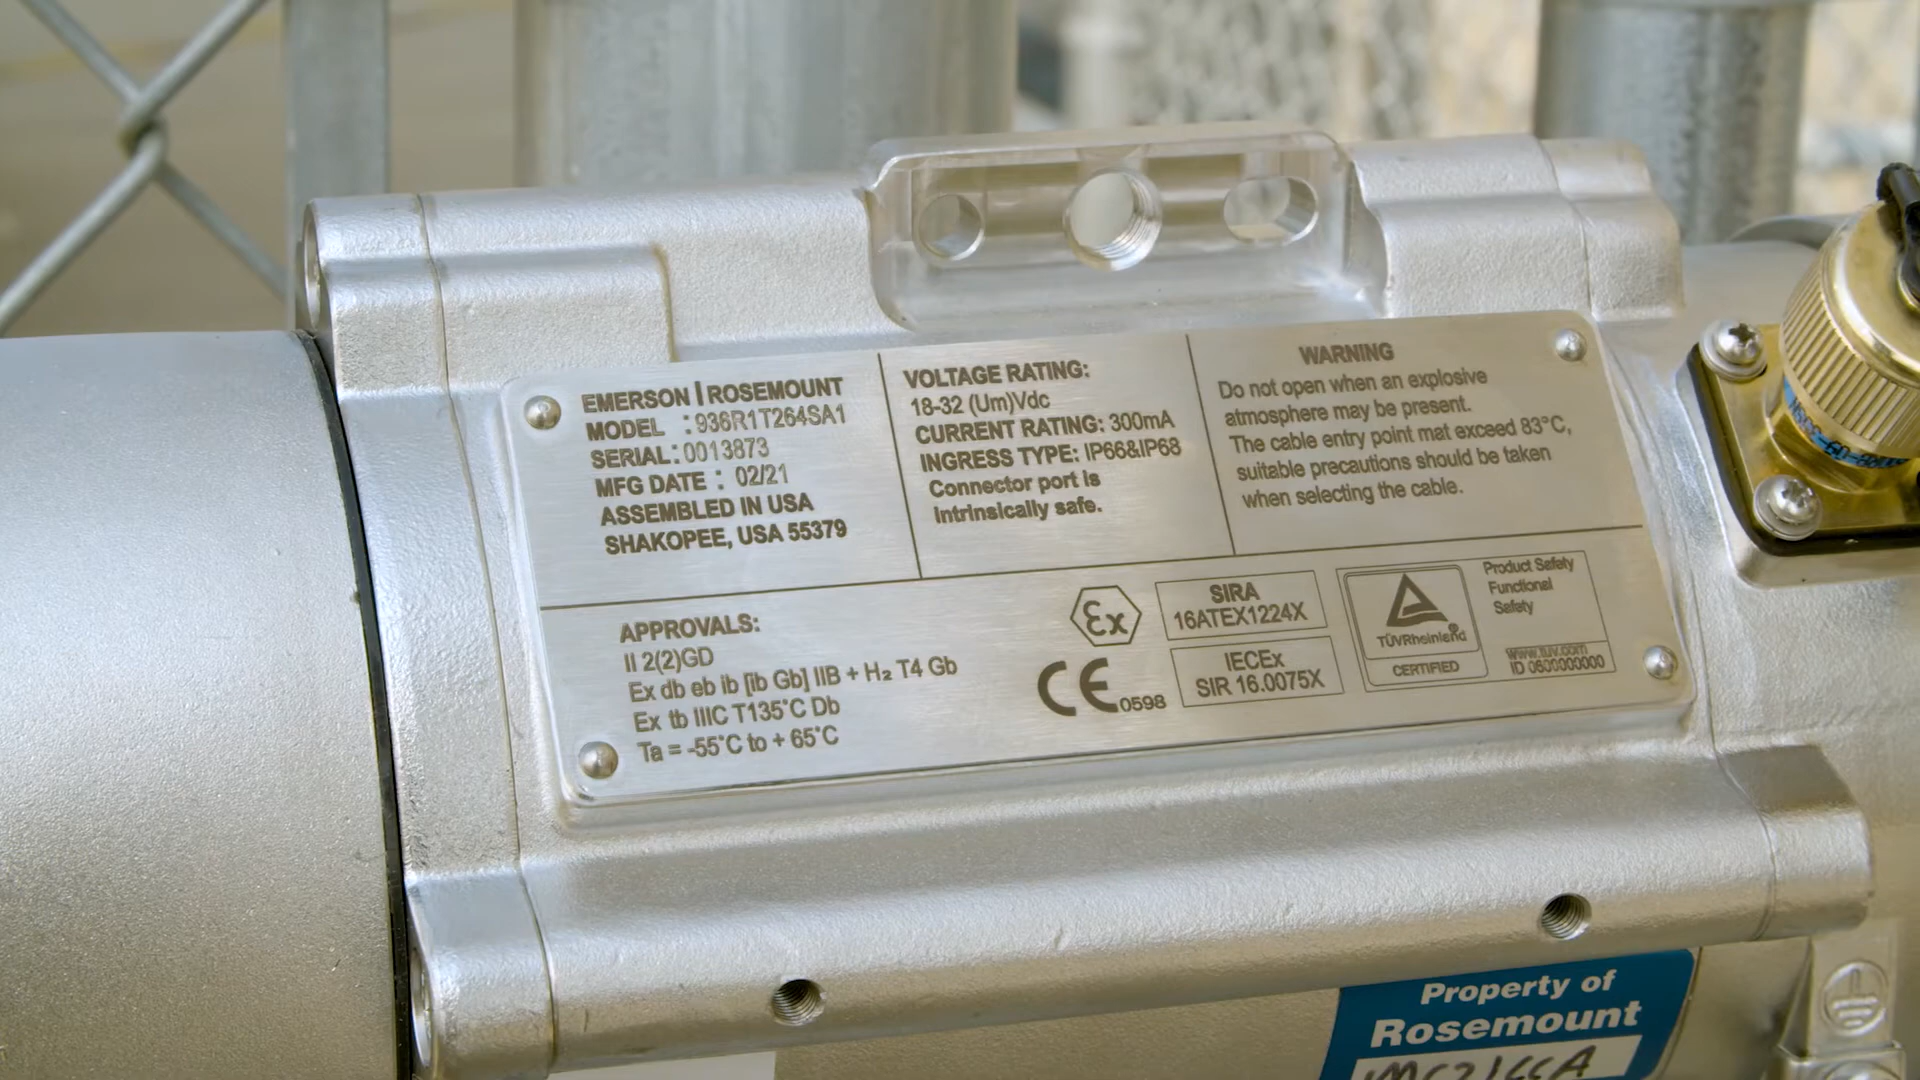 EMERSON | ROSEMOUNT
MODEL : 936R1T264SA1
SERIAL: 0013873
MFG DATE : 02/21
ASSEMBLED IN USA
SHAKOPEE, USA 55379
VOLTAGE RATING:
18-32 (Um)Vdc
CURRENT RATING: 300mA
INGRESS TYPE: IP66&IP68
Connector port is
Intrinsically safe.
WARNING
Do not open when an explosive
atmosphere may be present.
The cable entry point mat exceed 83°C,
suitable precautions should be taken
when selecting the cable.
APPROVALS:
II 2(2)GD
Ex db eb ib [ib Gb] IIB + H₂ T4 Gb
Ex tb IIIC T135°C Db
Ta = -55°C to + 65°C
Ex
CE 0598
SIRA
16ATEX1224X
IECEx
SIR 16.0075X
TÜVRheinland
CERTIFIED
Product Safety
Functional
Safety
www.tuv.com
ID 0600000000
Property of
Rosemount